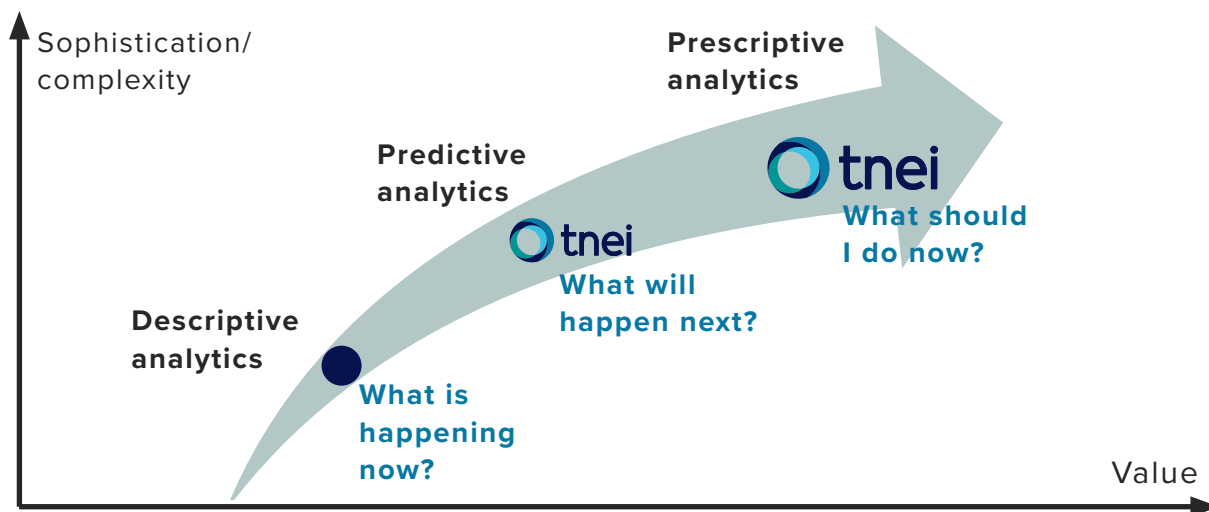 Sophistication/
complexity
Prescriptive
analytics
tnei
What should
I do now?
Predictive
analytics
tnei
What will
happen next?
Descriptive
analytics
What is
happening
now?
Value